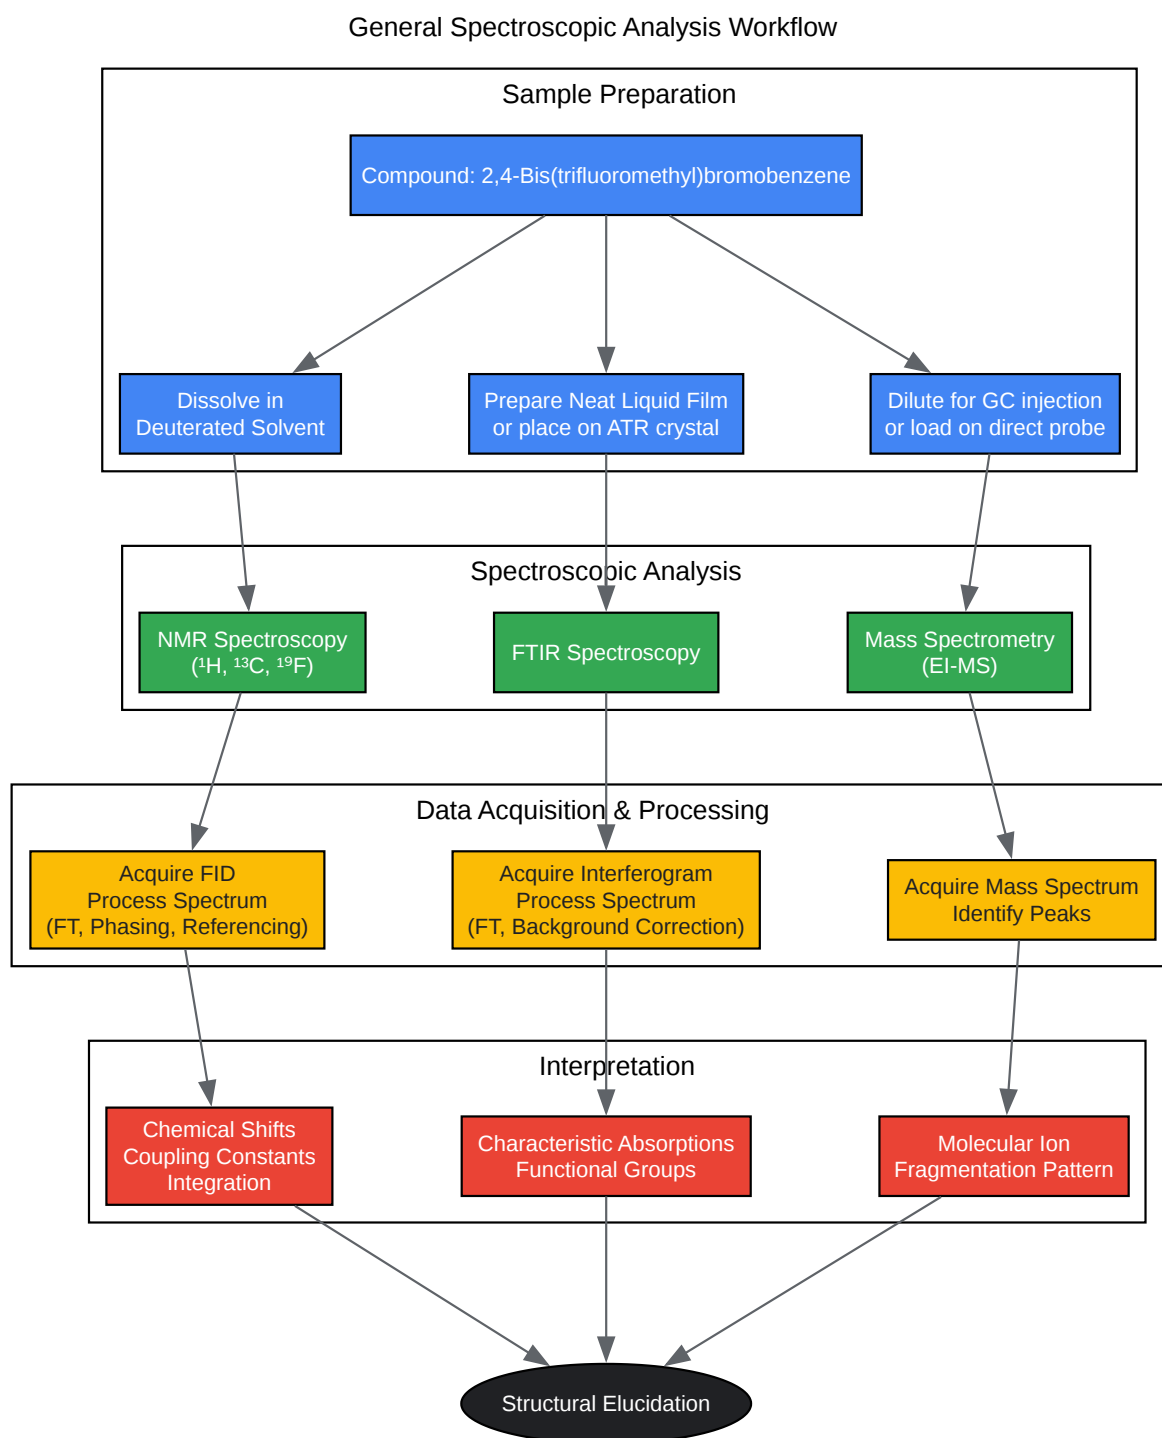 General Spectroscopic Analysis Workflow
Sample Preparation
Compound: 2,4-Bis(trifluoromethyl)bromobenzene
Dissolve in
Deuterated Solvent
Prepare Neat Liquid Film
or place on ATR crystal
Dilute for GC injection
or load on direct probe
Spectroscopic Analysis
NMR Spectroscopy
(¹H, ¹³C, ¹⁹F)
FTIR Spectroscopy
Mass Spectrometry
(EI-MS)
Data Acquisition & Processing
Acquire FID
Process Spectrum
(FT, Phasing, Referencing)
Acquire Interferogram
Process Spectrum
(FT, Background Correction)
Acquire Mass Spectrum
Identify Peaks
Interpretation
Chemical Shifts
Coupling Constants
Integration
Characteristic Absorptions
Functional Groups
Molecular Ion
Fragmentation Pattern
Structural Elucidation